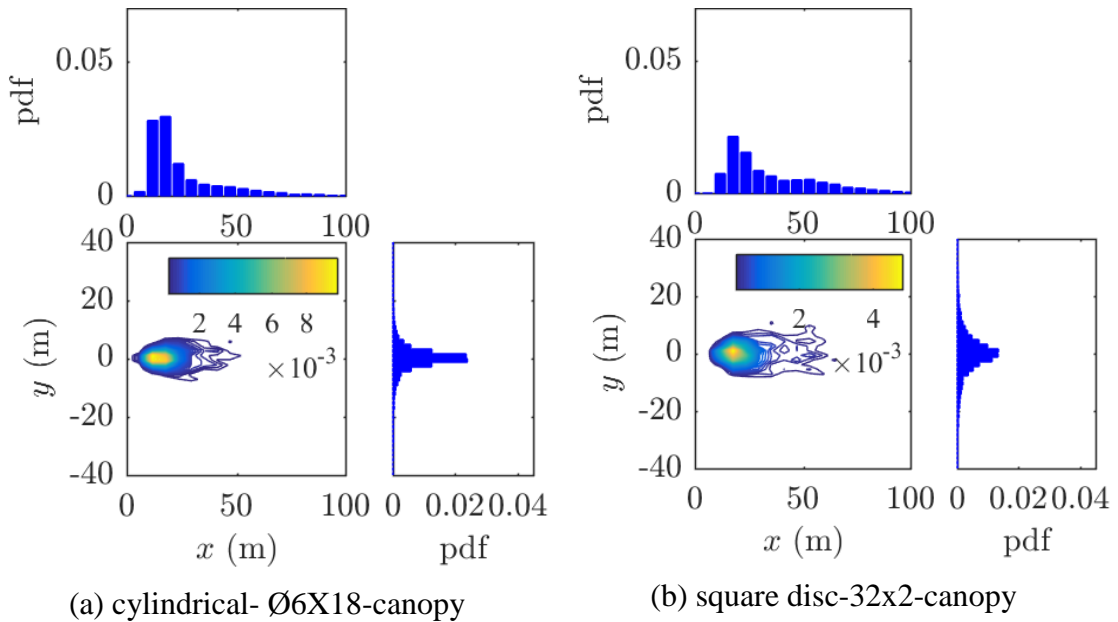 pdf
0.05
0
0 50 100
pdf
0.05
0
0 50 100
40
20
0
-20
-40
y (m)
2 4 6 8
×10⁻³
0 50 100
x (m)
0 0.02 0.04
pdf
40
20
0
-20
-40
y (m)
2 4
×10⁻³
0 50 100
x (m)
0 0.02 0.04
pdf
(a) cylindrical- Ø6X18-canopy
(b) square disc-32x2-canopy